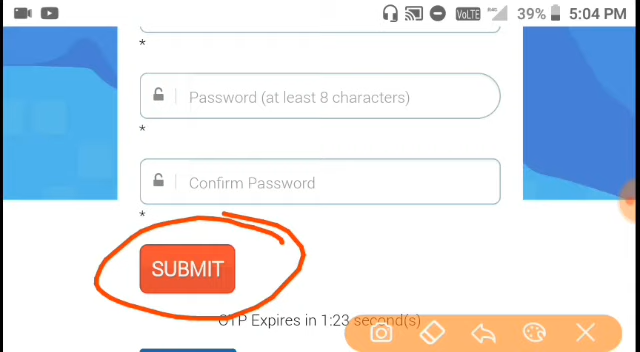 VoLTE 39% 5:04 PM
*
Password (at least 8 characters)
*
Confirm Password
*
SUBMIT
OTP Expires in 1:23 second(s)